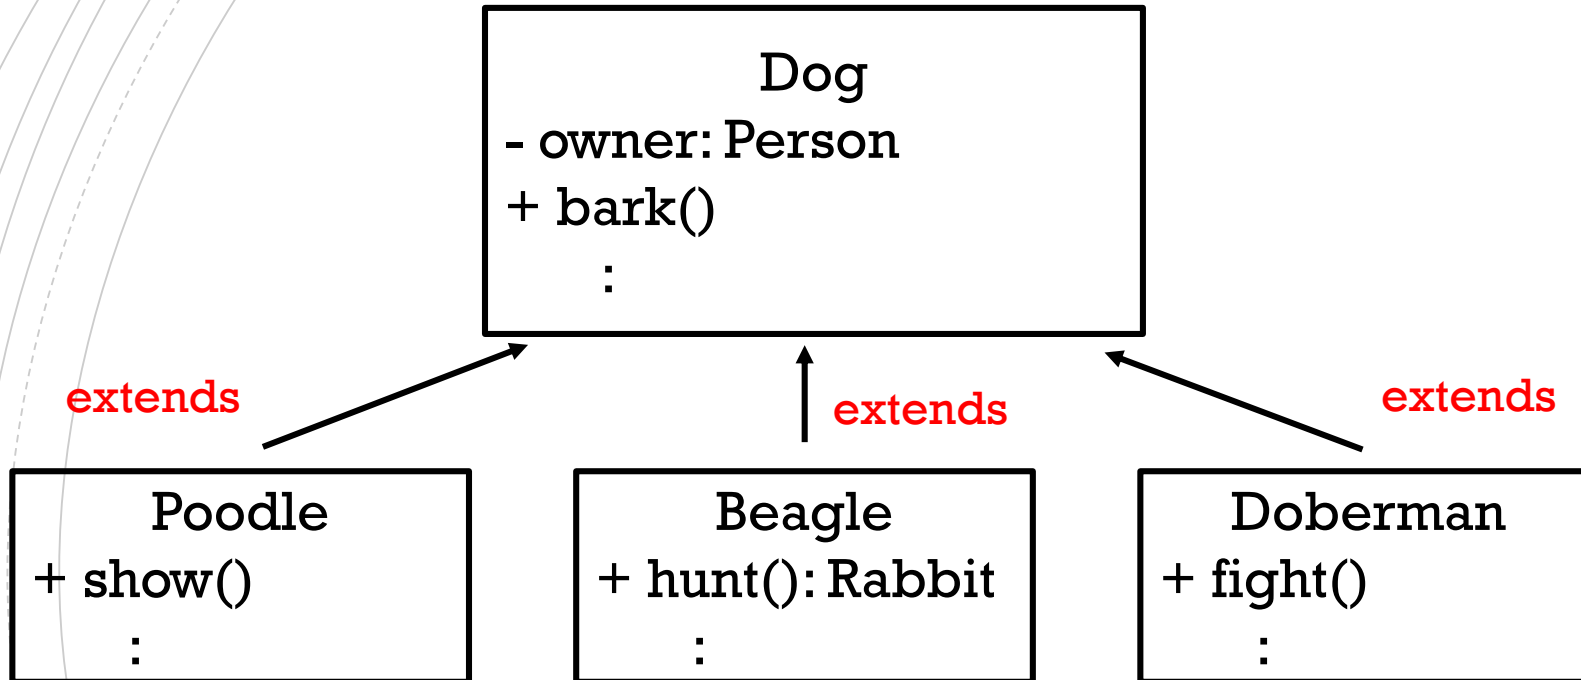 Dog
- owner: Person
+ bark()
:
extends
extends
extends
Poodle
+ show()
:
Beagle
+ hunt(): Rabbit
:
Doberman
+ fight()
: